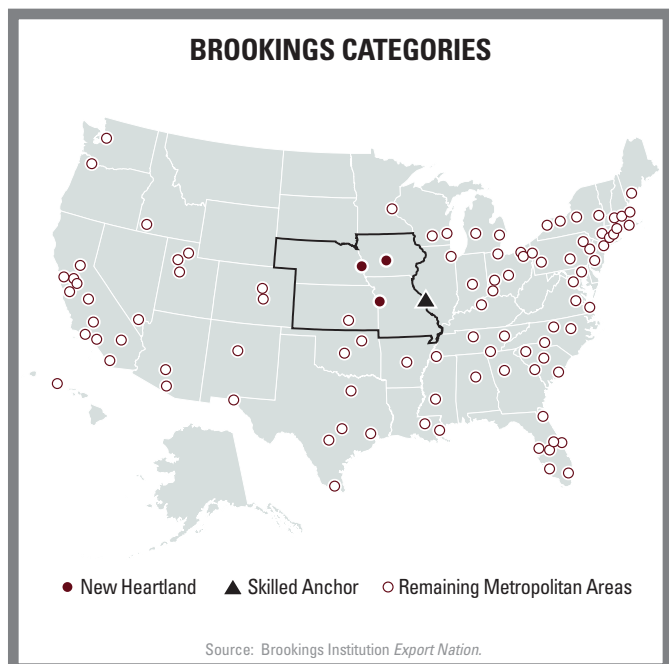 BROOKINGS CATEGORIES
New Heartland Skilled Anchor Remaining Metropolitan Areas
Source: Brookings Institution Export Nation.